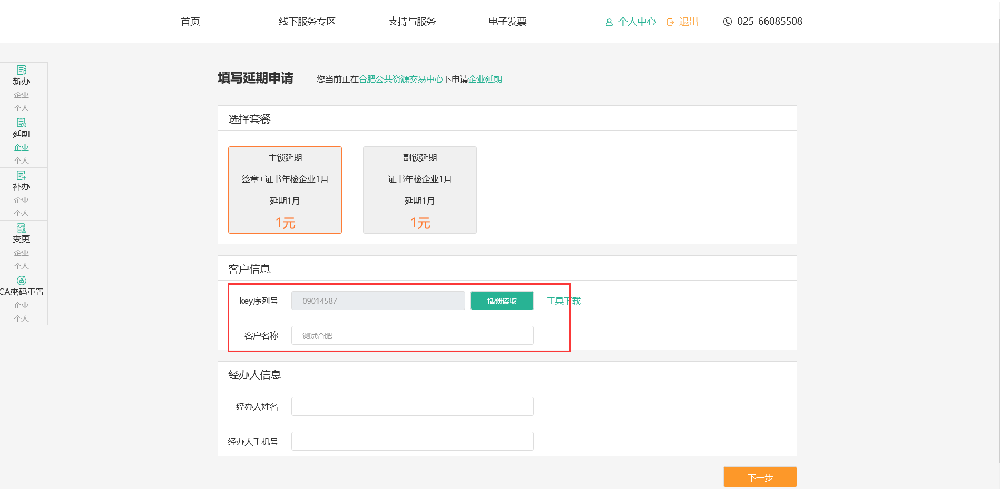 首页 线下服务专区 支持与服务 电子发票 个人中心 退出 025-66085508
新办
企业
个人
延期
企业
个人
补办
企业
个人
变更
企业
个人
CA密码重置
企业
个人
填写延期申请 您当前正在合肥公共资源交易中心下申请企业延期
选择套餐
主锁延期
签章+证书年检企业1月
延期1月
1元
副锁延期
证书年检企业1月
延期1月
1元
客户信息
key序列号 09014587 插锁读取 工具下载
客户名称 测试合肥
经办人信息
经办人姓名
经办人手机号
下一步